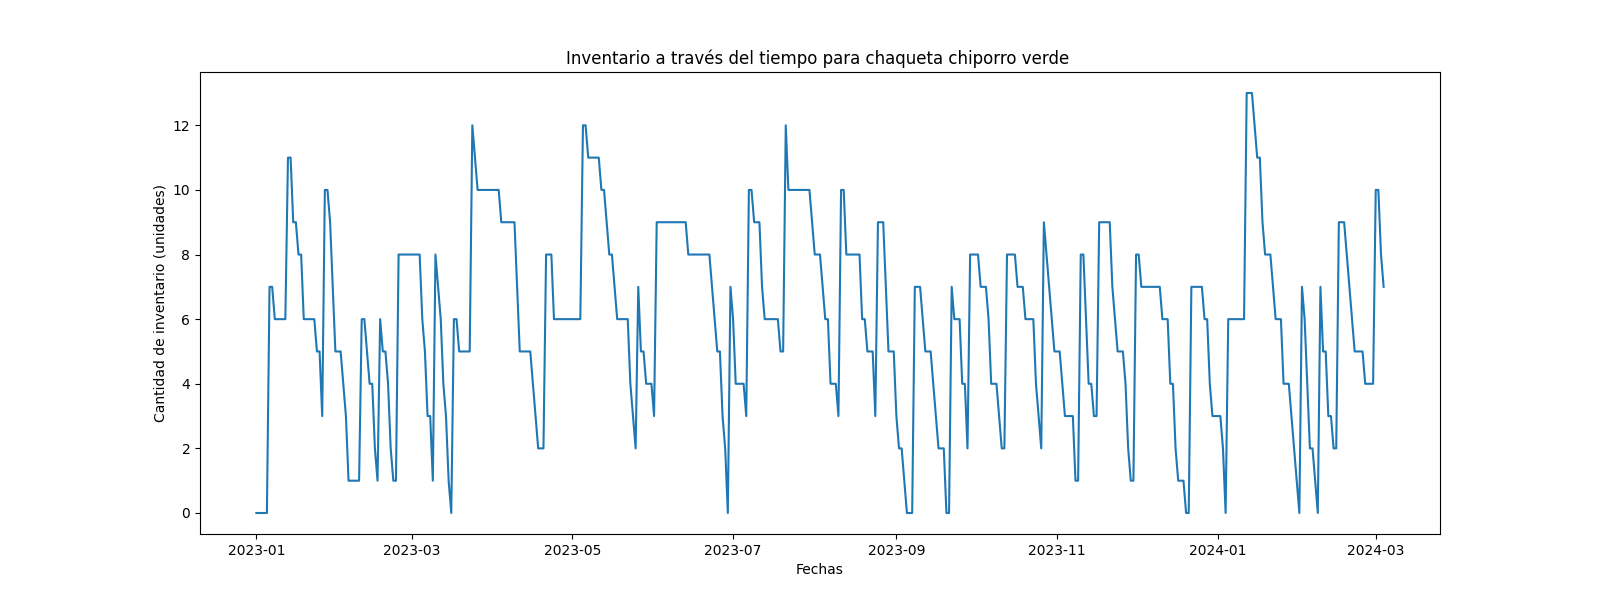 Inventario a través del tiempo para chaqueta chiporro verde
Cantidad de inventario (unidades)
12
10
8
6
4
2
0
2023-01 2023-03 2023-05 2023-07 2023-09 2023-11 2024-01 2024-03
Fechas